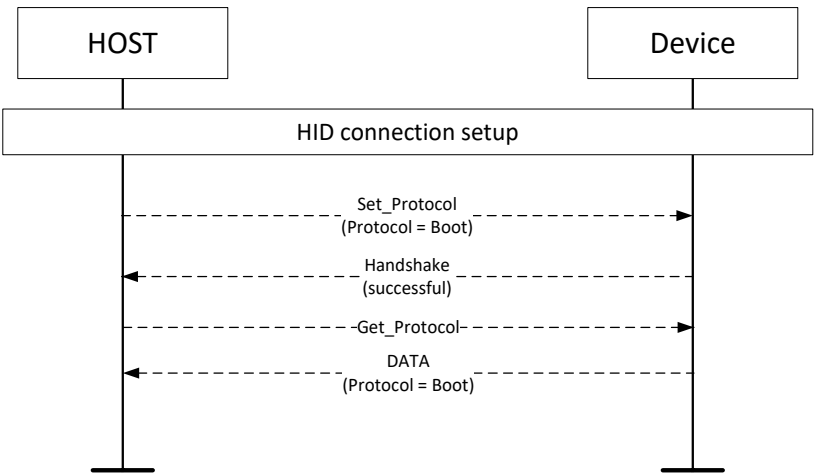 HOST
Device
HID connection setup
Set_Protocol
(Protocol = Boot)
Handshake
(successful)
Get_Protocol
DATA
(Protocol = Boot)